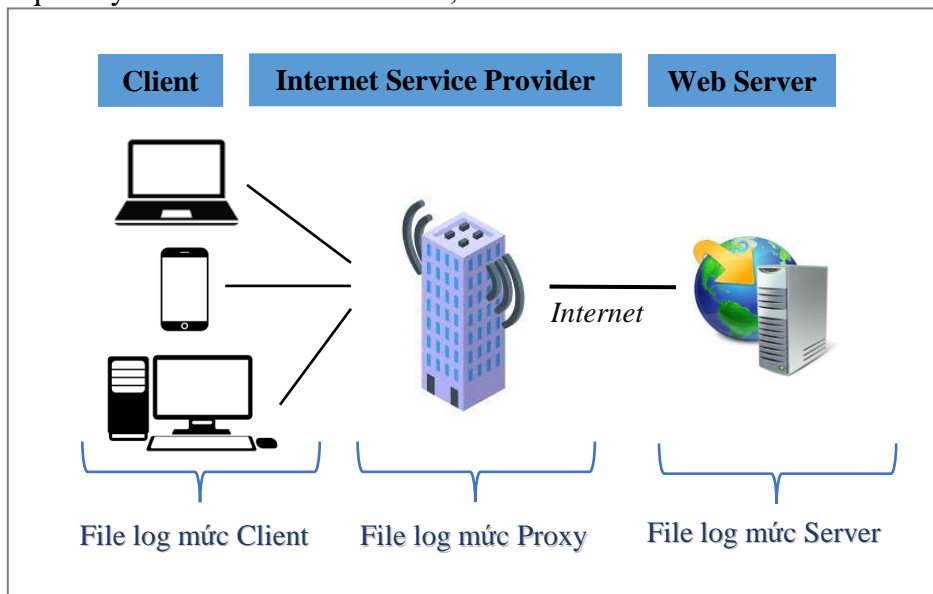 Client
Internet Service Provider
Web Server
Internet
File log mức Client
File log mức Proxy
File log mức Server